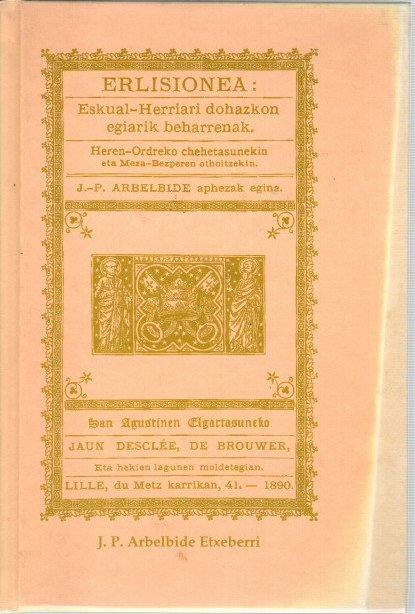 ERLISIONEA:
Eskual-Herriari dohazkon
egiarik beharrenak.
Heren-Ordreko chehetasunekin
eta Meza-Bezperen othoitzekin.
J.-P. ARBELBIDE aphezak egina.
San Agustinen Elgartasuneko
JAUN DESCLÉE, DE BROUWER,
Eta hekien lagunen moldetegian.
LILLE, du Metz karrikan, 41. — 1890.
J. P. Arbelbide Etxeberri